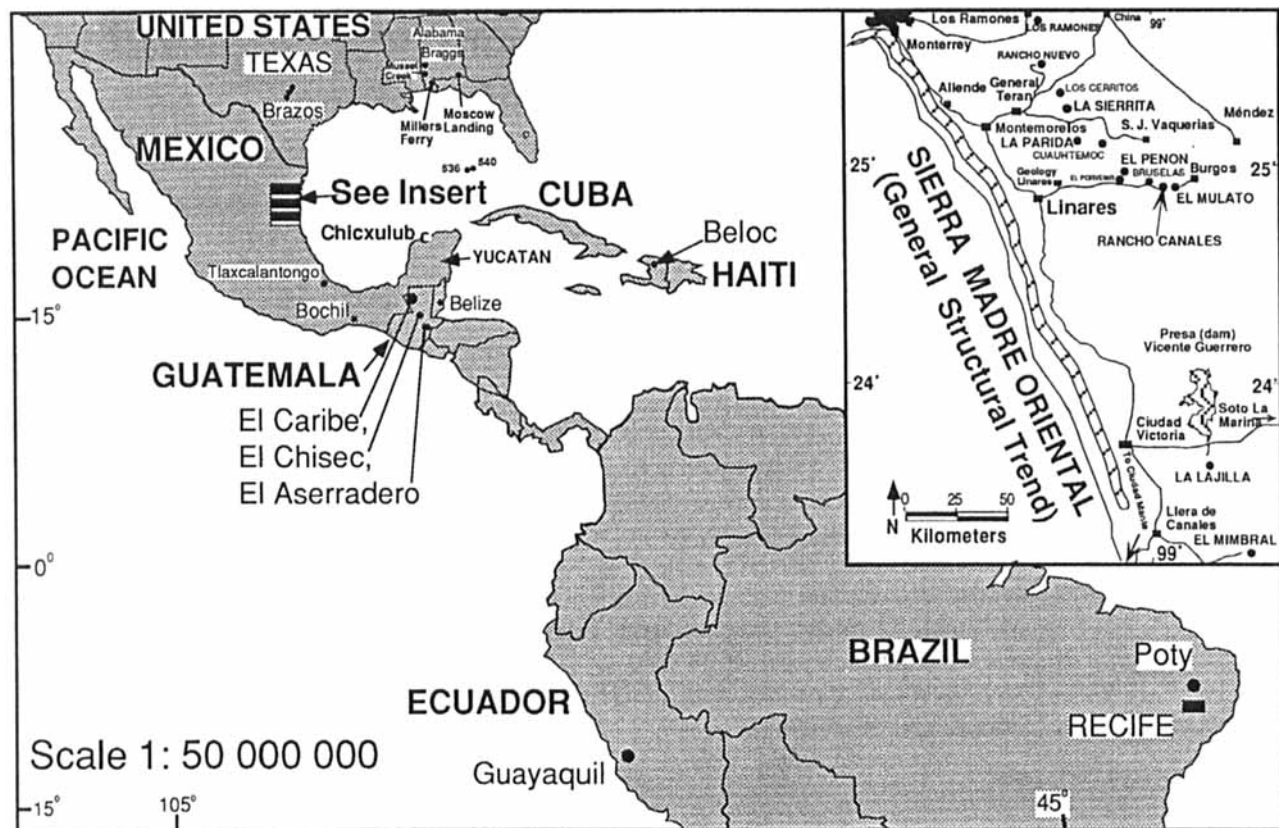 UNITED STATES
TEXAS
Brazos
Alabama
Braggs
Mussel
Creek
Millers
Ferry
Moscow
Landing
536
540
MEXICO
See Insert
CUBA
Chicxulub
YUCATAN
Beloc
HAITI
PACIFIC
OCEAN
Tlaxcalantongo
Bochil
Belize
15°
GUATEMALA
El Caribe,
El Chisec,
El Aserradero
0°
BRAZIL
Poty
RECIFE
ECUADOR
Guayaquil
Scale 1: 50 000 000
15°
105°
45°
Los Ramones
LOS RAMONES
China
99°
Monterrey
RANCHO NUEVO
Allende
General
Teran
LOS CERRITOS
LA SIERRITA
Montemorelos
LA PARIDA
CUAUHTEMOC
S. J. Vaquerias
Méndez
25°
25°
Geology
Linares
EL PORVENIR
EL PENON
BRUSELAS
Burgos
EL MULATO
Linares
RANCHO CANALES
SIERRA MADRE ORIENTAL
(General Structural Trend)
Presa (dam)
Vicente Guerrero
24°
24°
Soto La
Marina
Ciudad
Victoria
LA LAJILLA
To Ciudad Mante
Llera de
Canales
EL MIMBRAL
99°
0 25 50
N
Kilometers